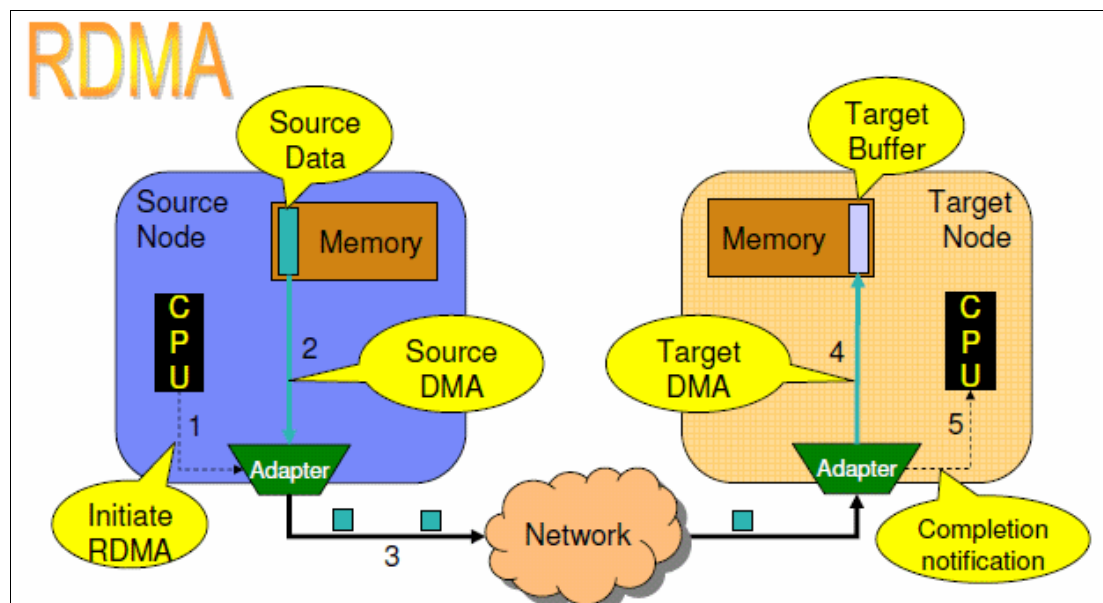 RDMA
Source
Data
Target
Buffer
Source
Node
Memory
C
P
U
2
Source
DMA
1
Adapter
Initiate
RDMA
3
Network
Target
Node
Memory
C
P
U
Target
DMA
4
5
Adapter
Completion
notification